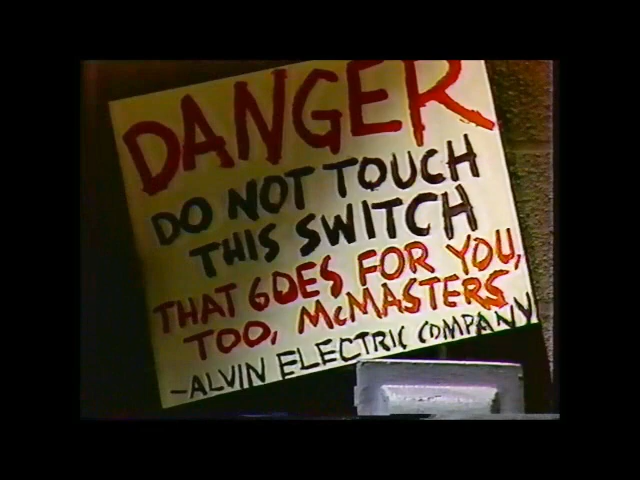 DANGER
DO NOT TOUCH
THIS SWITCH
THAT GOES FOR YOU,
TOO, McMASTERS
-ALVIN ELECTRIC COMPANY